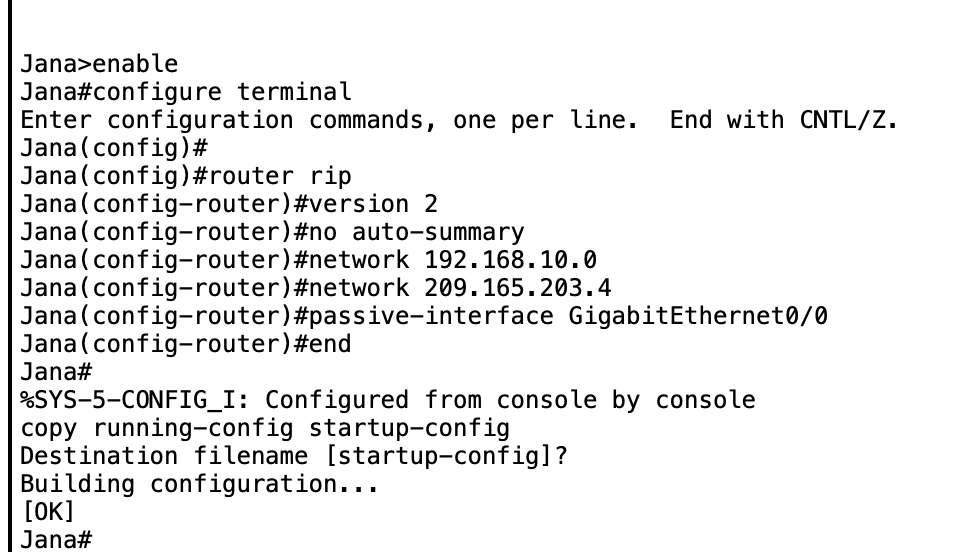 Jana>enable
Jana#configure terminal
Enter configuration commands, one per line.  End with CNTL/Z.
Jana(config)#
Jana(config)#router rip
Jana(config-router)#version 2
Jana(config-router)#no auto-summary
Jana(config-router)#network 192.168.10.0
Jana(config-router)#network 209.165.203.4
Jana(config-router)#passive-interface GigabitEthernet0/0
Jana(config-router)#end
Jana#
%SYS-5-CONFIG_I: Configured from console by console
copy running-config startup-config
Destination filename [startup-config]?
Building configuration...
[OK]
Jana#